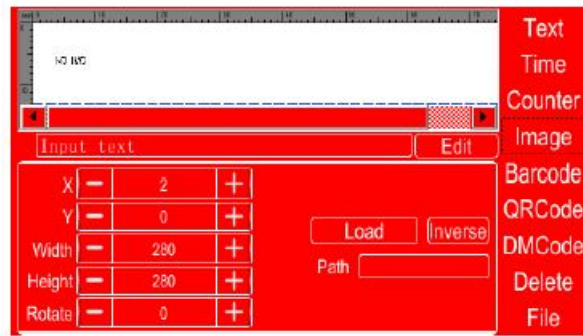 Text
Time
Counter
Image
Barcode
QRCode
DMCode
Delete
File
Input text
Edit
X − 2 +
Y − 0 +
Width − 280 +
Height − 280 +
Rotate − 0 +
Load
Inverse
Path